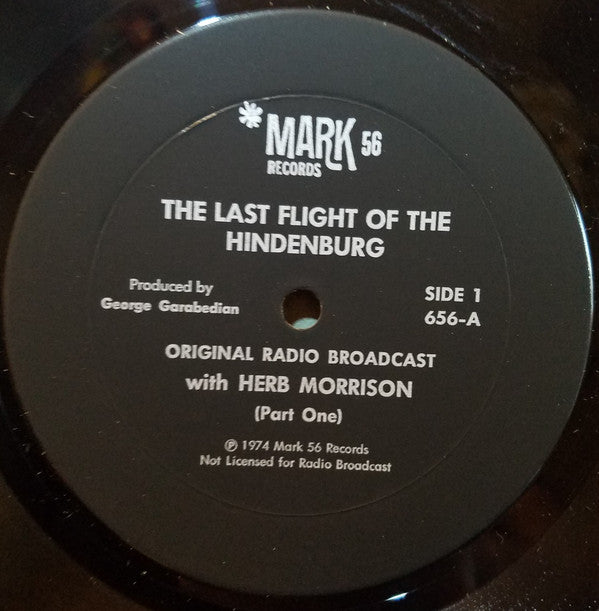 *MARK 56
RECORDS
THE LAST FLIGHT OF THE
HINDENBURG
Produced by
George Garabedian
SIDE 1
656-A
ORIGINAL RADIO BROADCAST
with HERB MORRISON
(Part One)
℗ 1974 Mark 56 Records
Not Licensed for Radio Broadcast